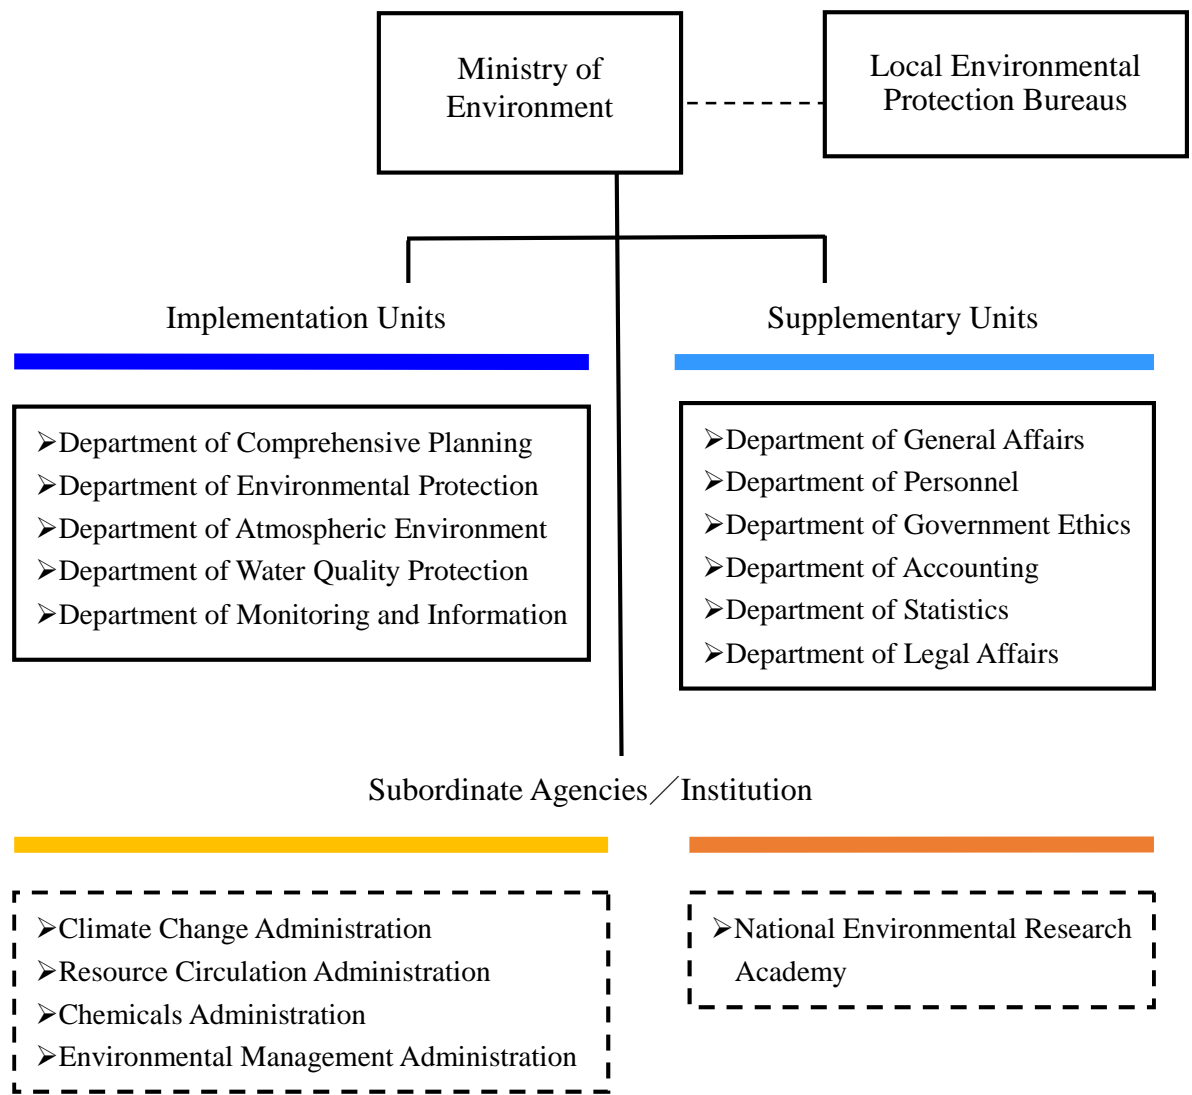 Ministry of
Environment
Local Environmental
Protection Bureaus
Implementation Units
➢Department of Comprehensive Planning
➢Department of Environmental Protection
➢Department of Atmospheric Environment
➢Department of Water Quality Protection
➢Department of Monitoring and Information
Supplementary Units
➢Department of General Affairs
➢Department of Personnel
➢Department of Government Ethics
➢Department of Accounting
➢Department of Statistics
➢Department of Legal Affairs
Subordinate Agencies／Institution
➢Climate Change Administration
➢Resource Circulation Administration
➢Chemicals Administration
➢Environmental Management Administration
➢National Environmental Research
Academy